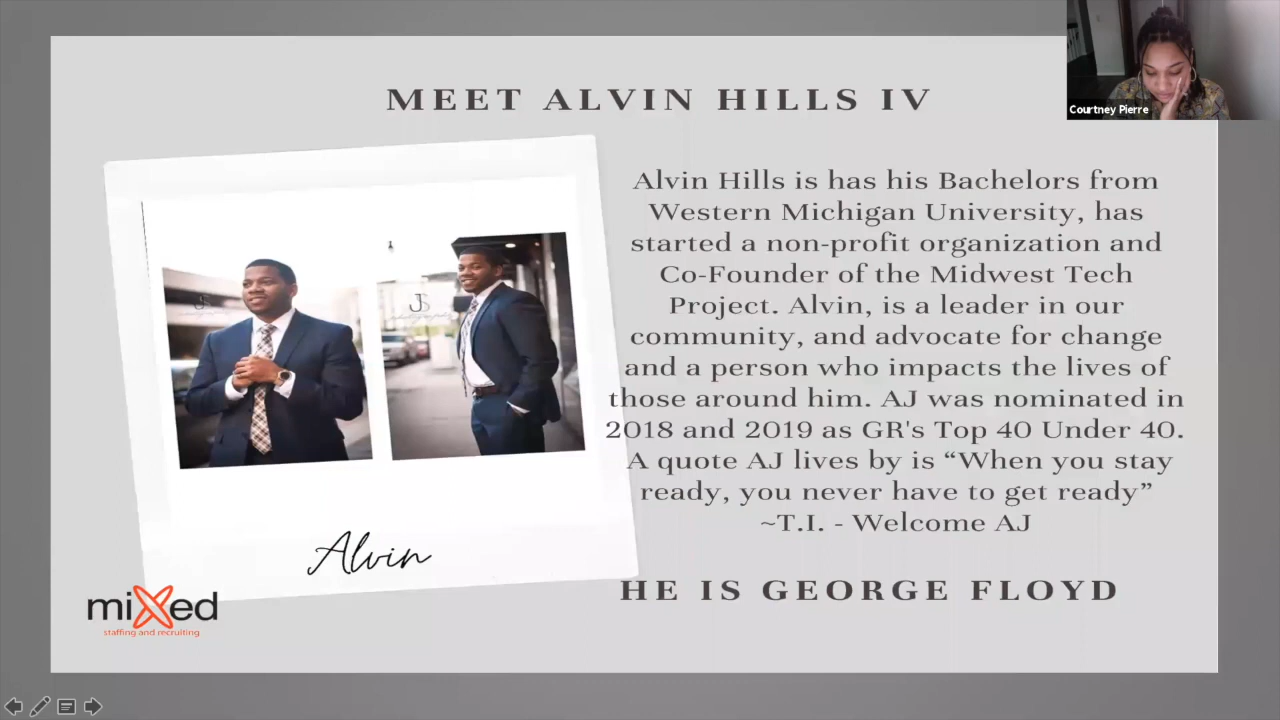 MEET ALVIN HILLS IV
Courtney Pierre
Alvin Hills is has his Bachelors from
Western Michigan University, has
started a non-profit organization and
Co-Founder of the Midwest Tech
Project. Alvin, is a leader in our
community, and advocate for change
and a person who impacts the lives of
those around him. AJ was nominated in
2018 and 2019 as GR's Top 40 Under 40.
A quote AJ lives by is “When you stay
ready, you never have to get ready”
~T.I. - Welcome AJ
JS
JS
Alvin
HE IS GEORGE FLOYD
mixed
staffing and recruiting